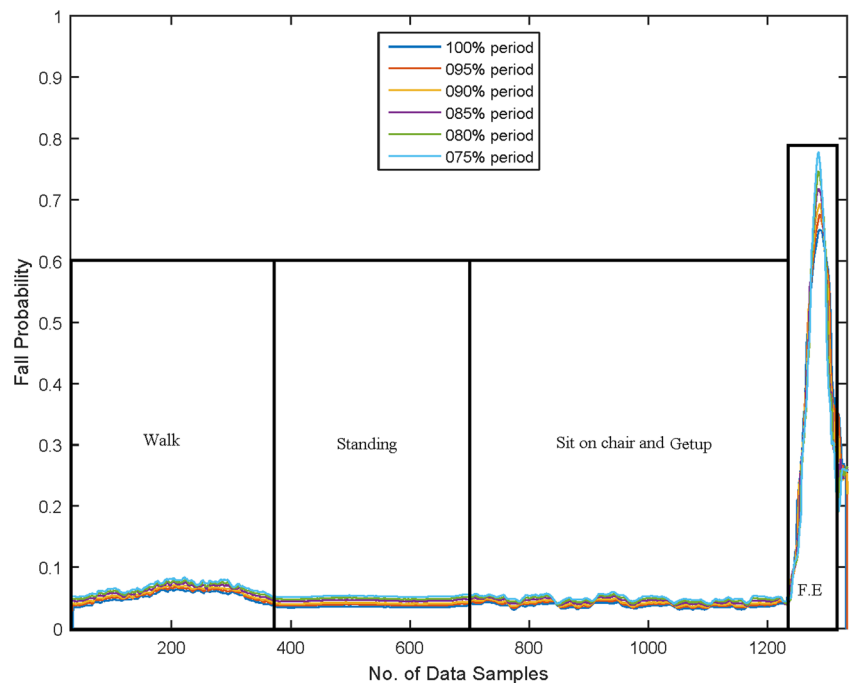 1
0.9
0.8
0.7
0.6
0.5
0.4
0.3
0.2
0.1
0
Fall Probability
100% period
095% period
090% period
085% period
080% period
075% period
Walk
Standing
Sit on chair and Getup
F.E
200 400 600 800 1000 1200
No. of Data Samples